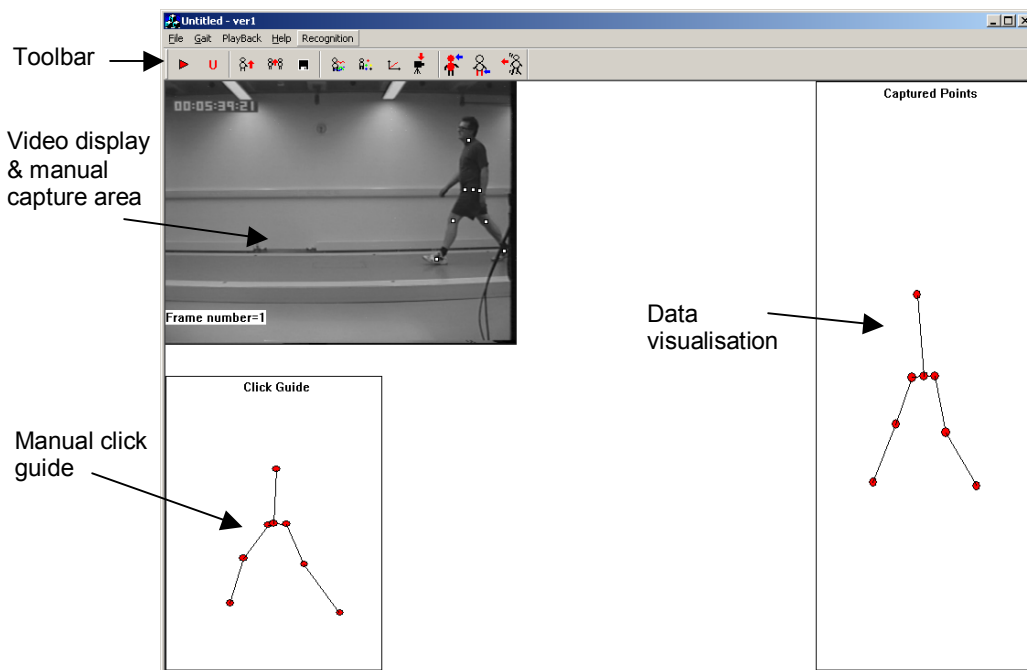 Untitled - ver1
File Gait PlayBack Help Recognition
Toolbar
U
00:05:39:21
Captured Points
Video display
& manual
capture area
Frame number=1
Data
visualisation
Click Guide
Manual click
guide